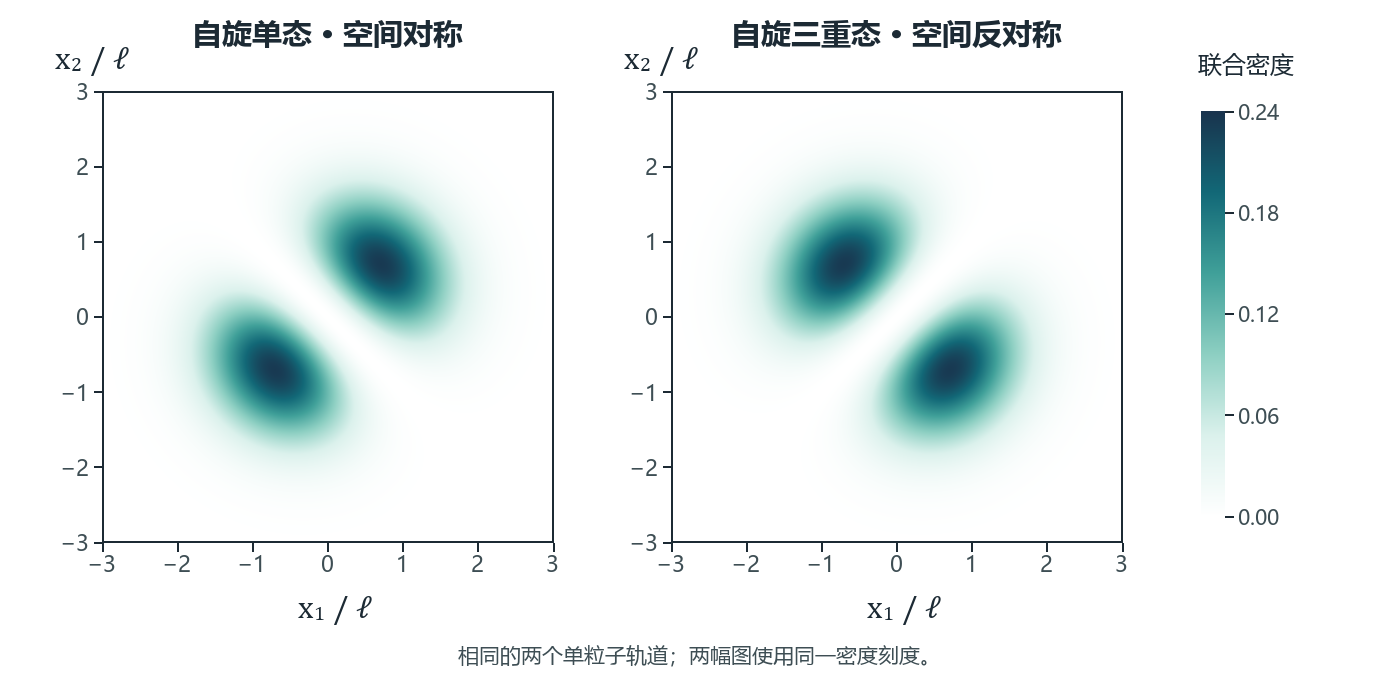 自旋单态 • 空间对称
x₂ / ℓ
3
2
1
0
−1
−2
−3
−3 −2 −1 0 1 2 3
x₁ / ℓ
自旋三重态 • 空间反对称
x₂ / ℓ
3
2
1
0
−1
−2
−3
−3 −2 −1 0 1 2 3
x₁ / ℓ
联合密度
0.24
0.18
0.12
0.06
0.00
相同的两个单粒子轨道；两幅图使用同一密度刻度。